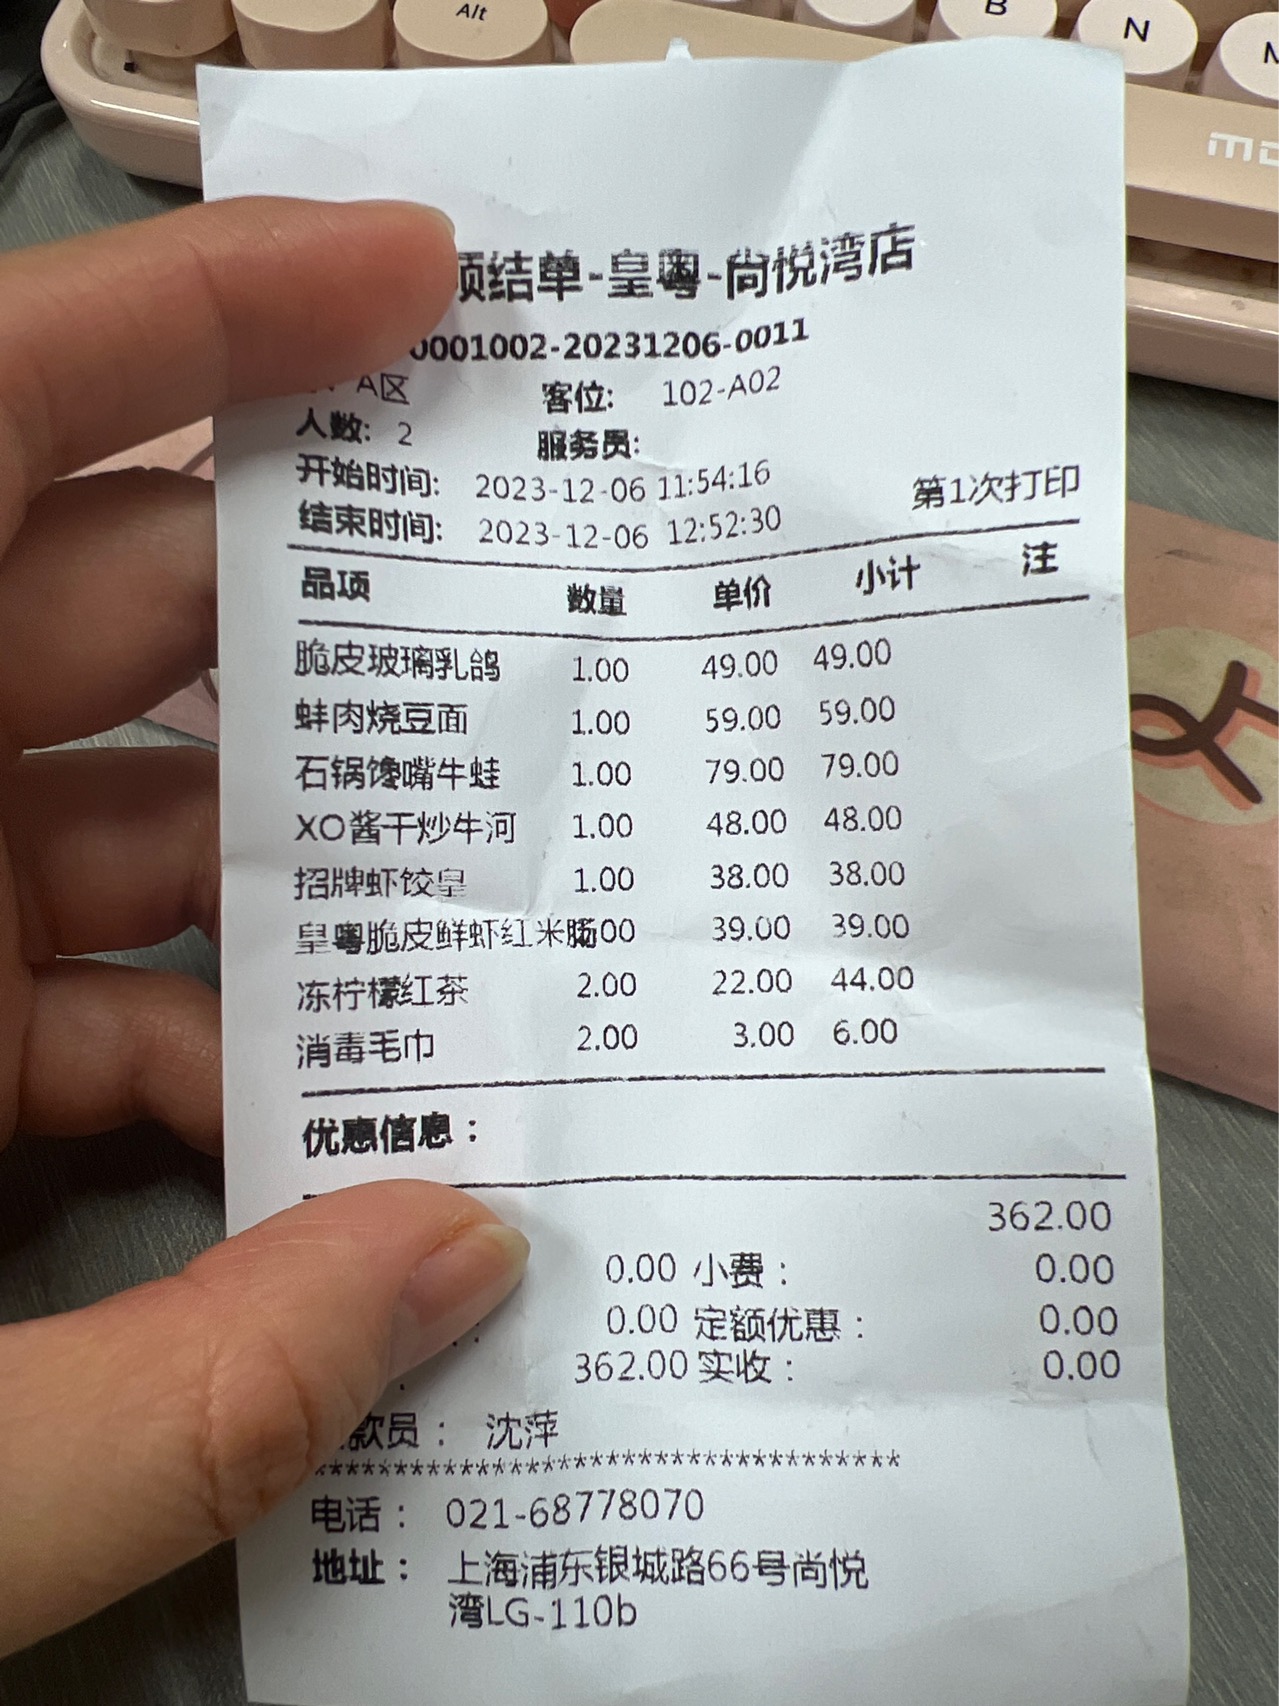 Alt
B
N
M
预结单-皇粤-尚悦湾店
0001002-20231206-0011
A区 客位: 102-A02
人数: 2 服务员:
开始时间: 2023-12-06 11:54:16
结束时间: 2023-12-06 12:52:30 第1次打印
品项 数量 单价 小计 注
脆皮玻璃乳鸽 1.00 49.00 49.00
蚌肉烧豆面 1.00 59.00 59.00
石锅馋嘴牛蛙 1.00 79.00 79.00
XO酱干炒牛河 1.00 48.00 48.00
招牌虾饺皇 1.00 38.00 38.00
皇粤脆皮鲜虾红米肠 00 39.00 39.00
冻柠檬红茶 2.00 22.00 44.00
消毒毛巾 2.00 3.00 6.00
优惠信息：
362.00
0.00 小费： 0.00
0.00 定额优惠： 0.00
362.00 实收： 0.00
款员： 沈萍
************************************
电话： 021-68778070
地址： 上海浦东银城路66号尚悦
湾LG-110b